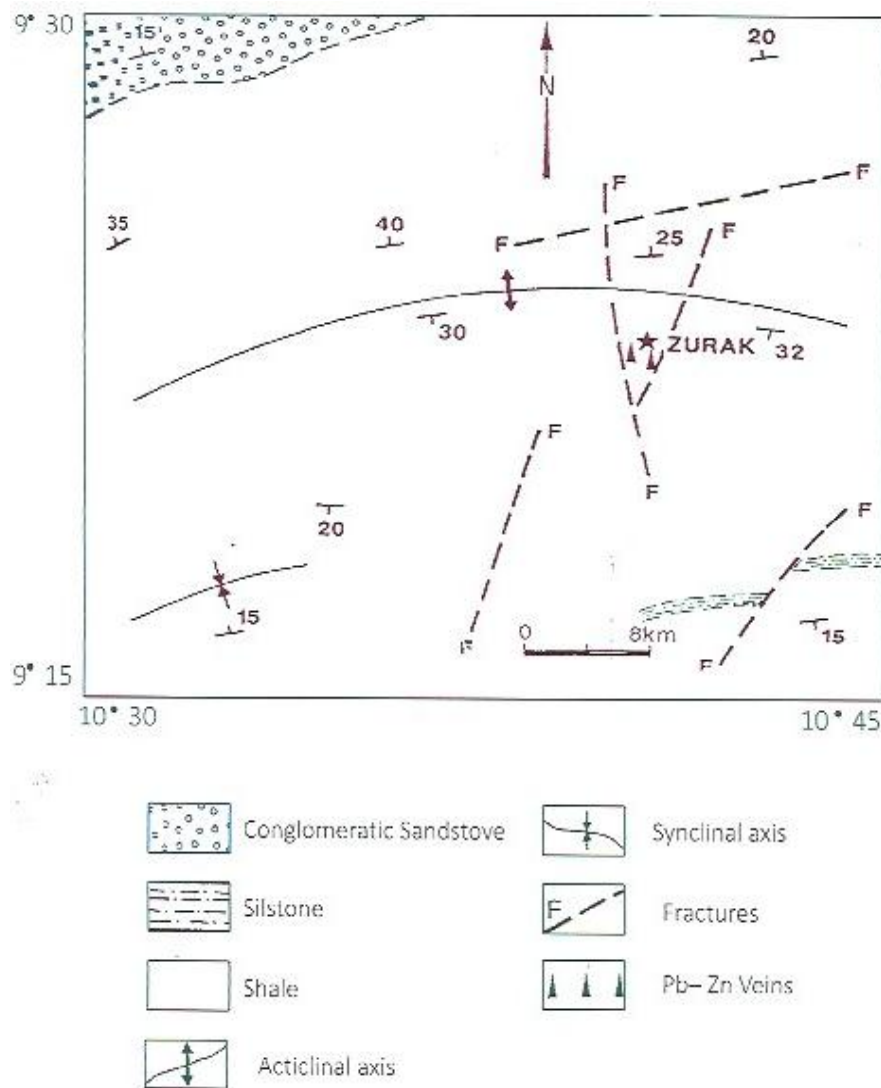 9° 30
15
20
N
F
F
35
40
F
25
F
30
ZURAK
32
F
F
F
20
15
0 8km
15
F
F
9° 15
10° 30
10° 45
Conglomeratic Sandstove
Synclinal axis
Silstone
F
Fractures
Shale
Pb– Zn Veins
Acticlinal axis